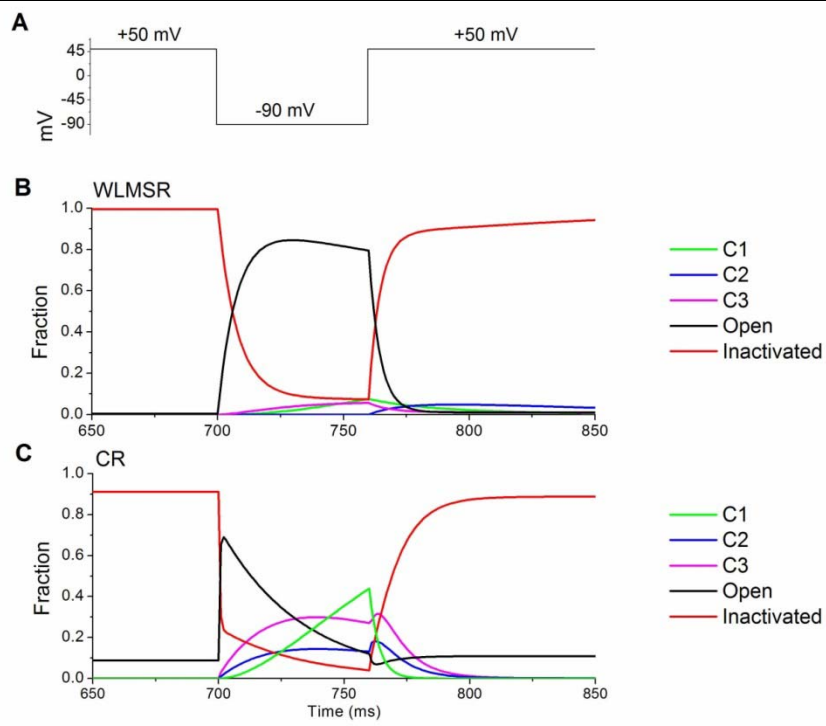 A
+50 mV
+50 mV
45
0
-45
-90
-90 mV
mV
B
WLMSR
1.0
0.8
0.6
0.4
0.2
0.0
Fraction
650
700
750
800
850
C1
C2
C3
Open
Inactivated
C
CR
1.0
0.8
0.6
0.4
0.2
0.0
Fraction
650
700
750
800
850
Time (ms)
C1
C2
C3
Open
Inactivated